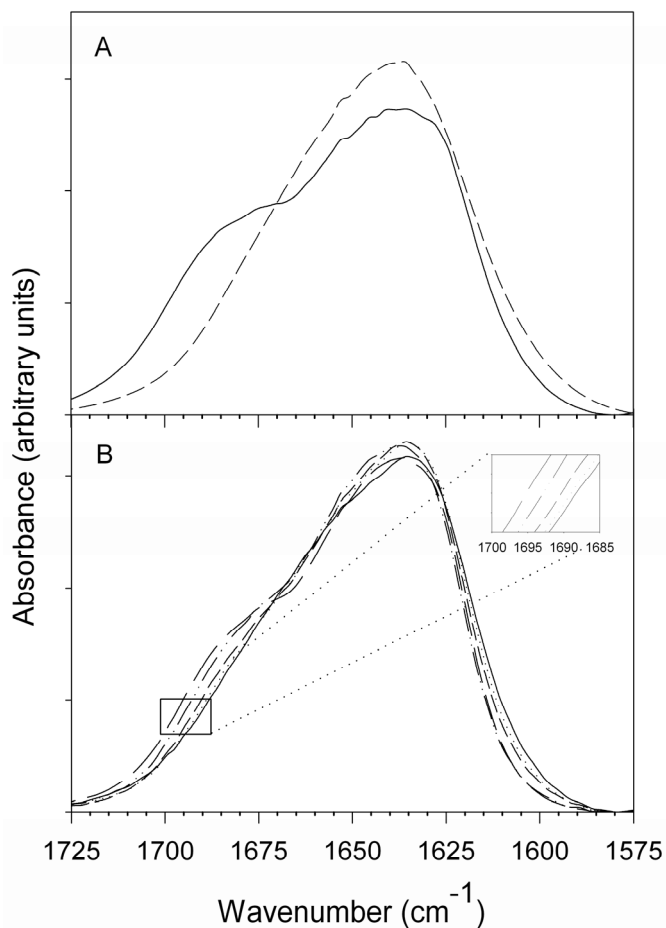 A
B
1700 1695 1690 1685
Absorbance (arbitrary units)
1725 1700 1675 1650 1625 1600 1575
Wavenumber (cm-1)